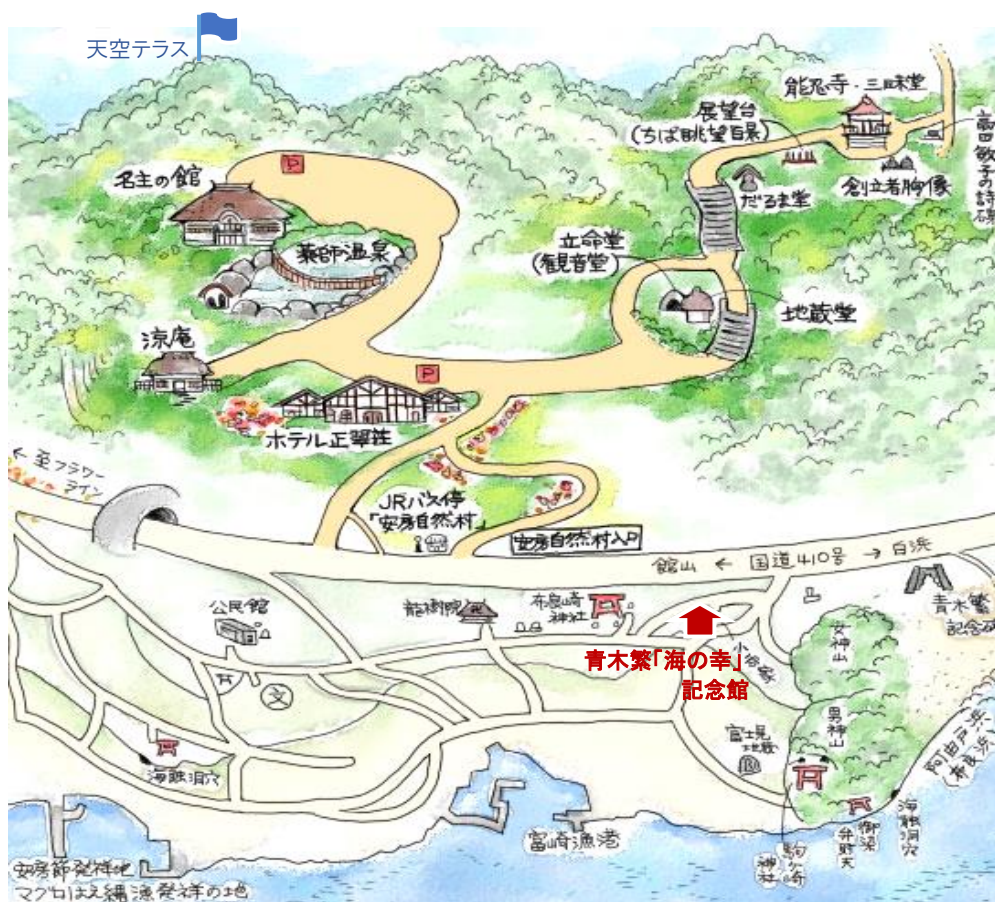 天空テラス
能忍寺・三昧堂
展望台
(ちば眺望百景)
高田敏子の詩碑
創立者胸像
だるま堂
名主の館
P
薬師温泉
立命堂
(観音堂)
地蔵堂
涼庵
P
ホテル正翠荘
← 至フラワー
ライン
JRバス停
「安房自然村」
安房自然村入口
館山 ← 国道410号 → 白浜
公民館
龍樹院
布良崎
神社
青木繁
記念碑
青木繁「海の幸」
記念館
小谷家
女神山
男神山
富士見
地蔵
海蝕洞穴
阿由戸浜
布良浜
海蝕洞穴
御染
弁財天
駒ヶ崎
神社
富崎漁港
安房節発祥地
マグロはえ縄漁発祥の地